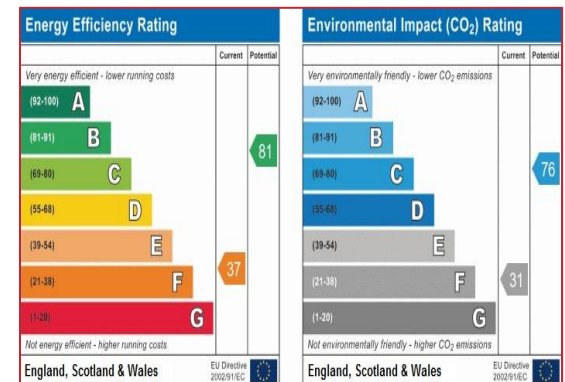 Energy Efficiency Rating
Current Potential
Very energy efficient - lower running costs
(92-100) A
(81-91) B
81
(69-80) C
(55-68) D
(39-54) E
37
(21-38) F
(1-20) G
Not energy efficient - higher running costs
England, Scotland & Wales
EU Directive
2002/91/EC
Environmental Impact (CO2) Rating
Current Potential
Very environmentally friendly - lower CO2 emissions
(92-100) A
(81-91) B
(69-80) C
76
(55-68) D
(39-54) E
(21-38) F
31
(1-20) G
Not environmentally friendly - higher CO2 emissions
England, Scotland & Wales
EU Directive
2002/91/EC